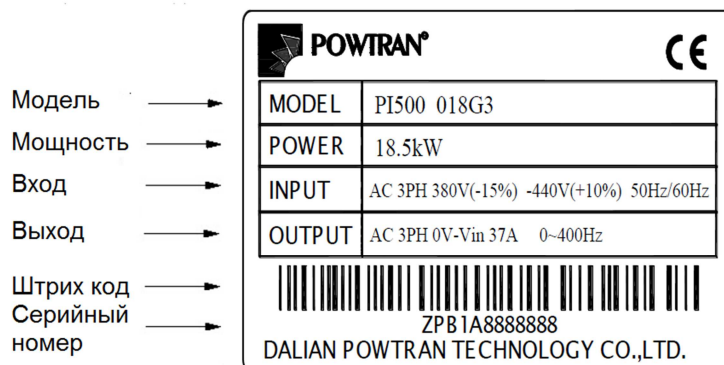 POWTRAN®
CE
Модель
MODEL PI500 018G3
Мощность
POWER 18.5kW
Вход
INPUT AC 3PH 380V(-15%) -440V(+10%) 50Hz/60Hz
Выход
OUTPUT AC 3PH 0V-Vin 37A 0~400Hz
Штрих код
Серийный
номер
ZPB1A8888888
DALIAN POWTRAN TECHNOLOGY CO.,LTD.